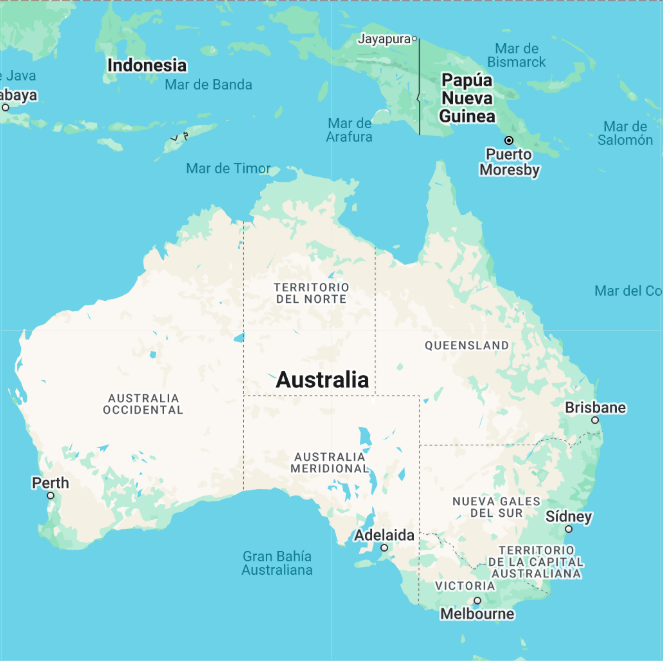 Jayapura
Mar de
Bismarck
Indonesia
e Java
Mar de Banda
Papúa
Nueva
Guinea
abaya
Mar de
Arafura
Mar de
Salomón
Puerto
Moresby
Mar de Timor
TERRITORIO
DEL NORTE
Mar del Co
QUEENSLAND
Australia
AUSTRALIA
OCCIDENTAL
Brisbane
AUSTRALIA
MERIDIONAL
Perth
NUEVA GALES
DEL SUR
Sídney
Adelaida
Gran Bahía
Australiana
TERRITORIO
DE LA CAPITAL
AUSTRALIANA
VICTORIA
Melbourne